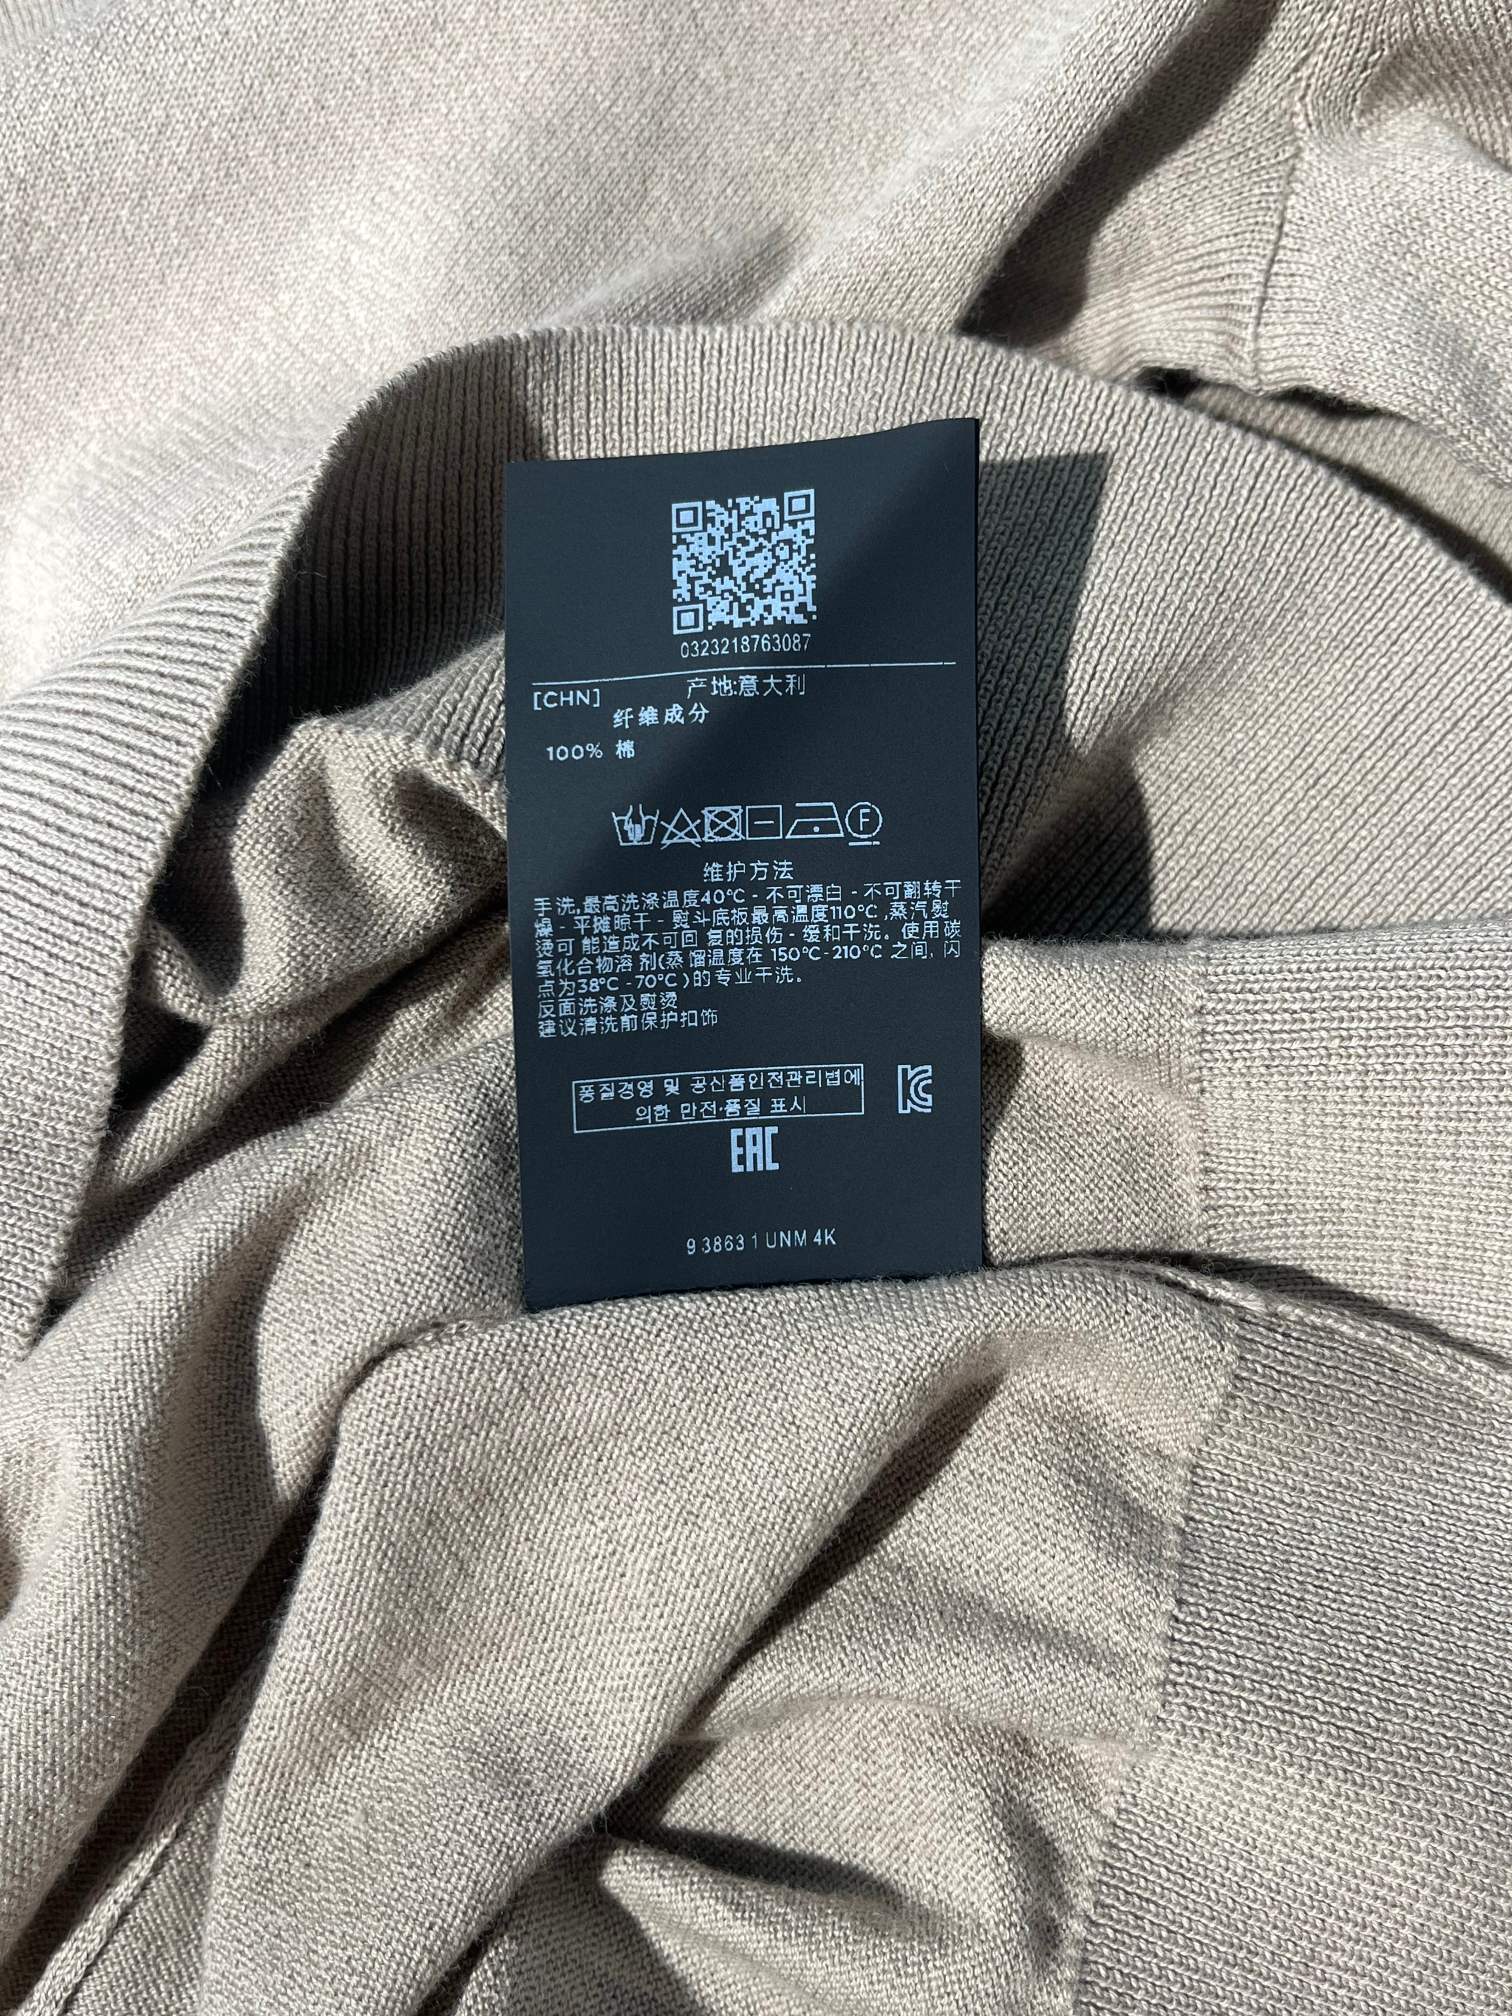 0323218763087
[CHN] 产地:意大利
纤维成分
100% 棉
F
维护方法
手洗,最高洗涤温度40°C - 不可漂白 - 不可翻转干
燥 - 平摊晾干 - 熨斗底板最高温度110°C ,蒸汽熨
烫可 能造成不可回 复的损伤 - 缓和干洗。使用碳
氢化合物溶 剂(蒸 馏温度在 150°C-210°C 之间, 闪
点为38°C -70°C )的专业干洗。
反面洗涤及熨烫
建议清洗前保护扣饰
품질경영 및 공산품안전관리법에
의한 안전·품질 표시
EAC
938631 UNM 4K